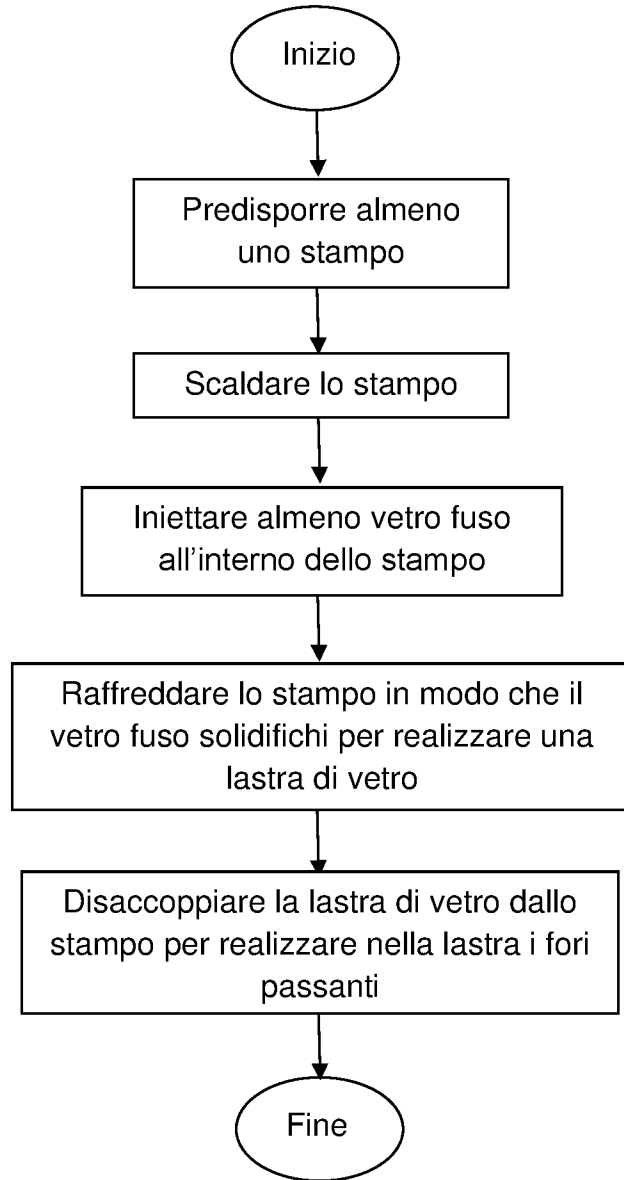 Inizio
Predisporre almeno
uno stampo
Scaldare lo stampo
Iniettare almeno vetro fuso
all'interno dello stampo
Raffreddare lo stampo in modo che il
vetro fuso solidifichi per realizzare una
lastra di vetro
Disaccoppiare la lastra di vetro dallo
stampo per realizzare nella lastra i fori
passanti
Fine